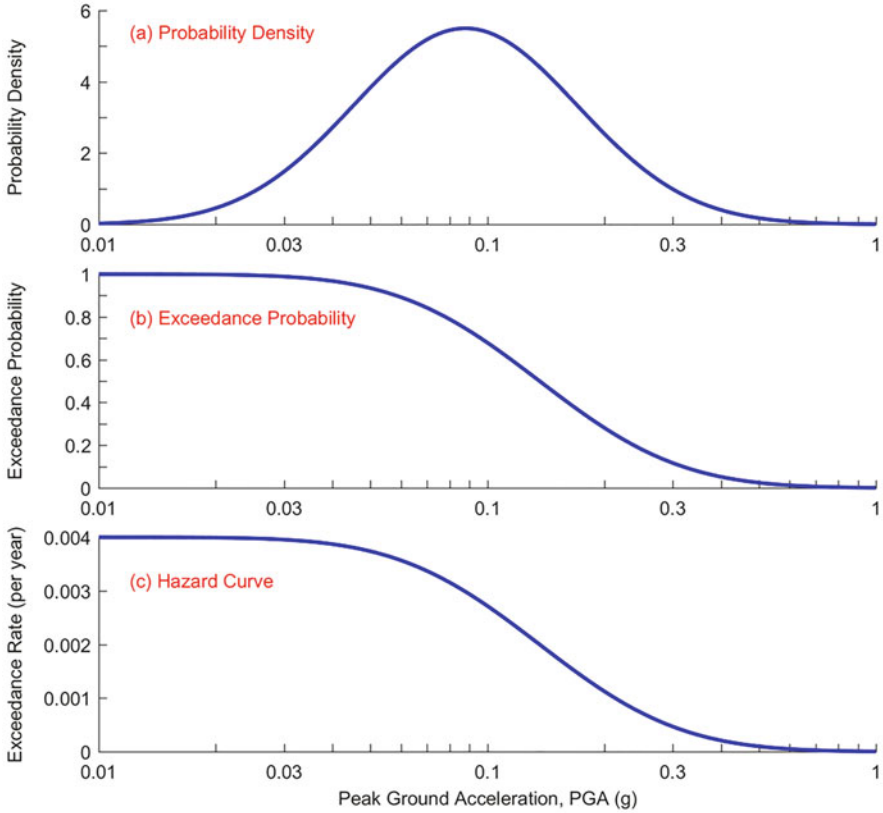 (a) Probability Density
Probability Density
6
4
2
0
0.01 0.03 0.1 0.3 1
(b) Exceedance Probability
Exceedance Probability
1
0.8
0.6
0.4
0.2
0
0.01 0.03 0.1 0.3 1
(c) Hazard Curve
Exceedance Rate (per year)
0.004
0.003
0.002
0.001
0
0.01 0.03 0.1 0.3 1
Peak Ground Acceleration, PGA (g)